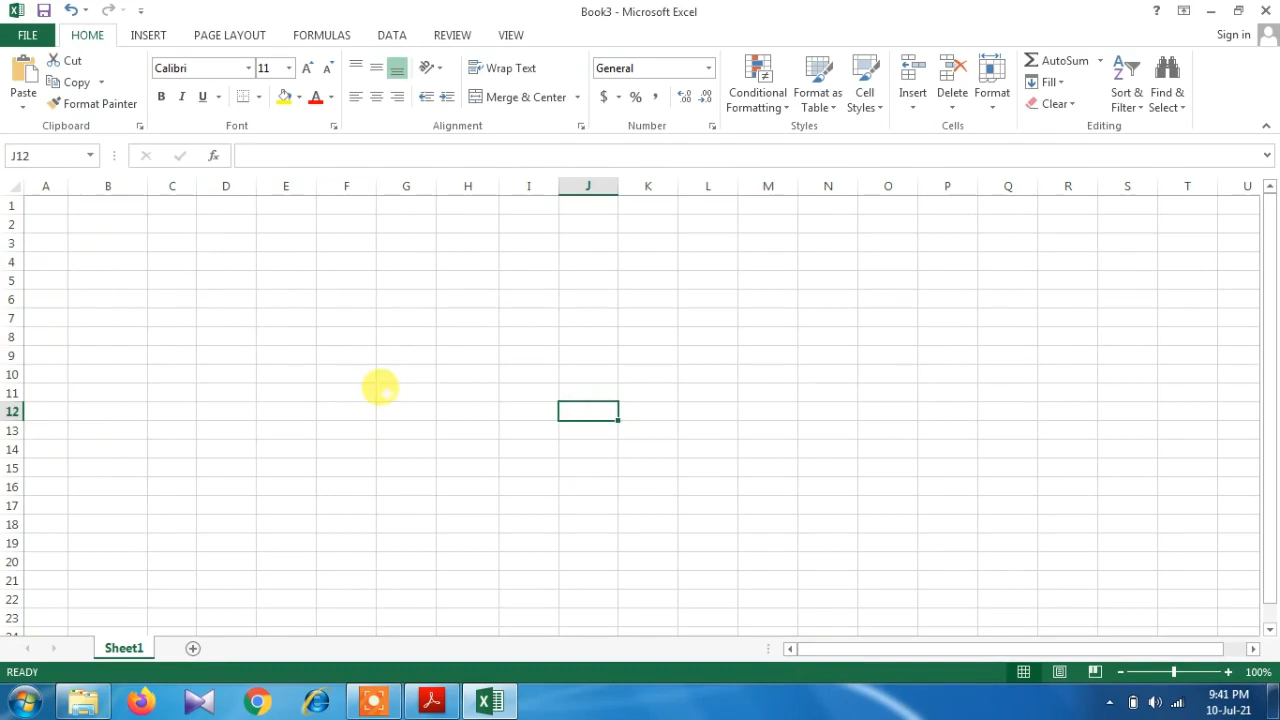 Book3 - Microsoft Excel
?
FILE HOME INSERT PAGE LAYOUT FORMULAS DATA REVIEW VIEW Sign in
Paste
Cut
Copy
Format Painter
Clipboard
Calibri 11
B I U A
Font
Wrap Text
Merge & Center
Alignment
General
$ % ,
Number
Conditional Formatting
Format as Table
Cell Styles
Styles
Insert
Delete
Format
Cells
AutoSum
Fill
Clear
Sort & Filter
Find & Select
Editing
J12 fx
A B C D E F G H I J K L M N O P Q R S T U
1
2
3
4
5
6
7
8
9
10
11
12
13
14
15
16
17
18
19
20
21
22
23
24
Sheet1
READY 100%
9:41 PM
10-Jul-21